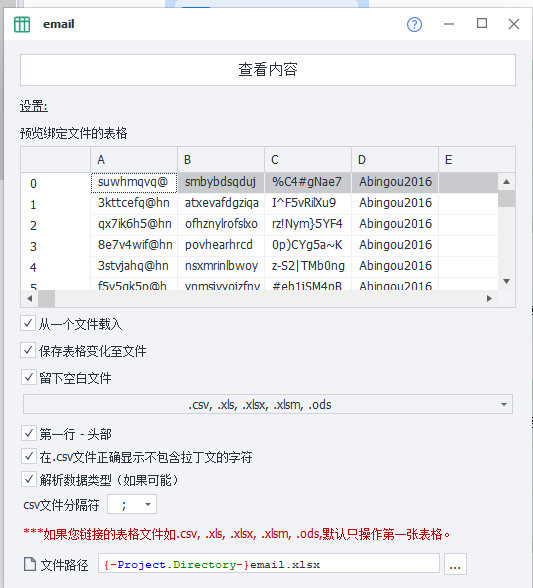 email
查看内容
设置:
预览绑定文件的表格
A B C D E
0 suwhmqvq@ smbybdsqduj %C4#gNae7 Abingou2016
1 3kttcefq@hn atxevafdgziqa I^F5vRilXu9 Abingou2016
2 qx7ik6h5@hn ofhznylrofslxo rz!Nym}5YF4 Abingou2016
3 8e7v4wif@hn povhearhrcd 0p}CYg5a~K Abingou2016
4 3stvjahq@hn nsxmrinlbwoy z-S2|TMb0ng Abingou2016
5 f5y5gk5p@h Abingou2016
从一个文件载入
保存表格变化至文件
留下空白文件
.csv, .xls, .xlsx, .xlsm, .ods
第一行 - 头部
在.csv文件正确显示不包含拉丁文的字符
解析数据类型（如果可能）
csv文件分隔符 ;
***如果您链接的表格文件如.csv, .xls, .xlsx, .xlsm, .ods,默认只操作第一张表格。
文件路径 {-Project.Directory-}email.xlsx ...